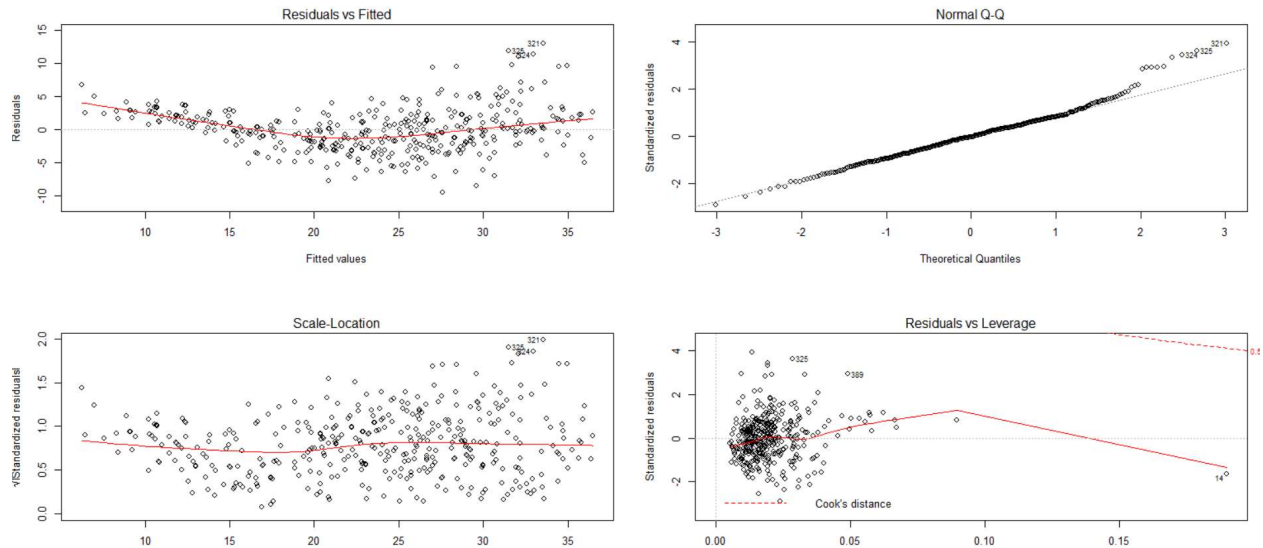 Residuals vs Fitted
15
10
5
0
-5
-10
10 15 20 25 30 35
Residuals
Fitted values
321
325
324
Normal Q-Q
4
2
0
-2
-3 -2 -1 0 1 2 3
Standardized residuals
Theoretical Quantiles
321
325
324
Scale-Location
2.0
1.5
1.0
0.5
0.0
10 15 20 25 30 35
√|Standardized residuals|
321
325
324
Residuals vs Leverage
4
2
0
-2
0.00 0.05 0.10 0.15
Standardized residuals
325
389
14
0.5
Cook's distance